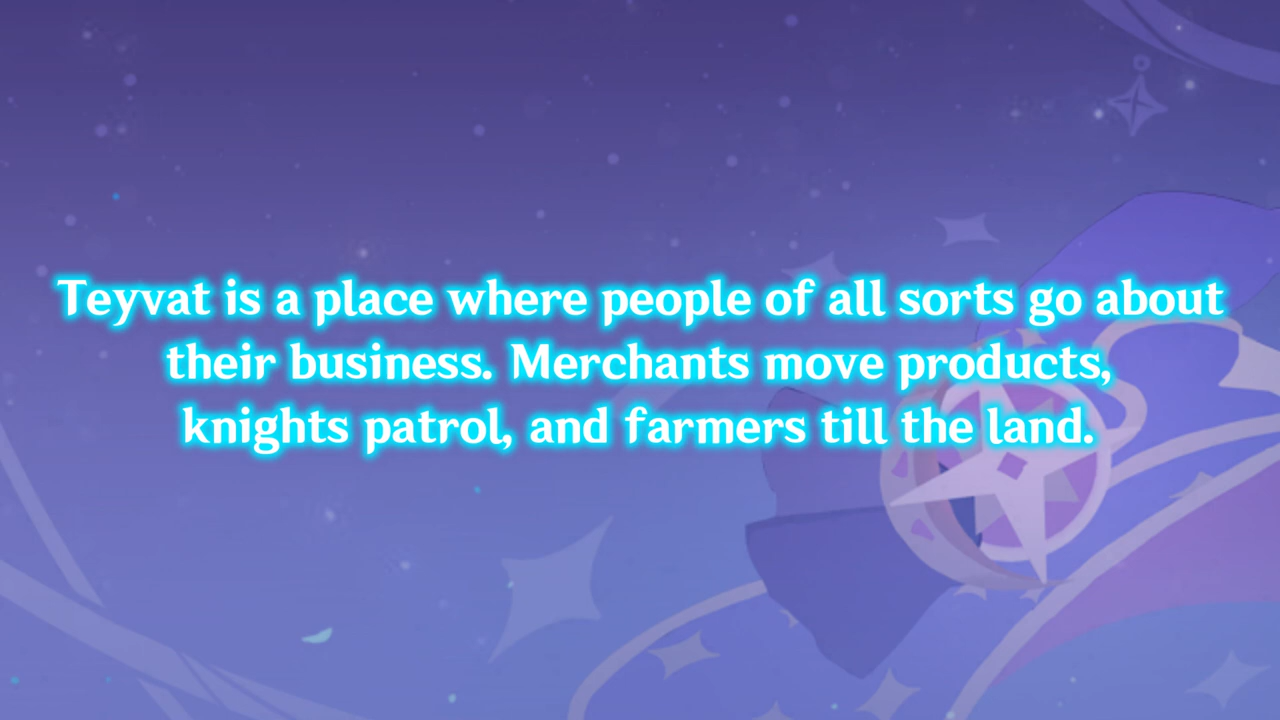 Teyvat is a place where people of all sorts go about
their business. Merchants move products,
knights patrol, and farmers till the land.